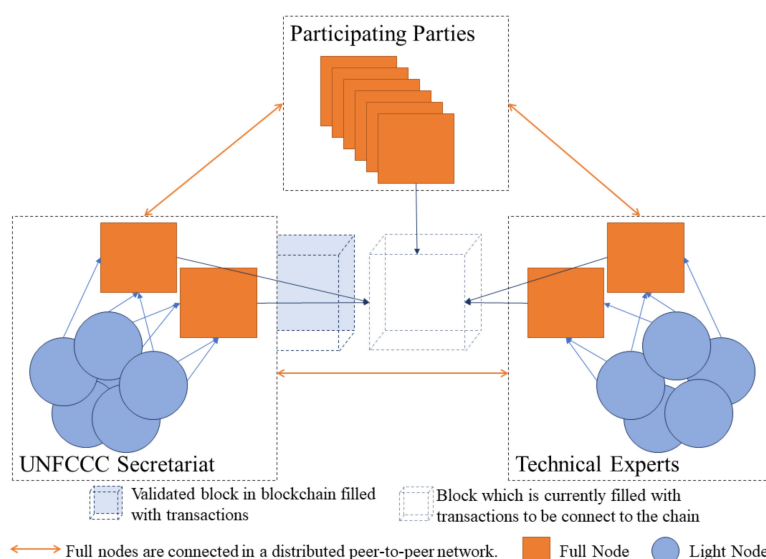 Participating Parties
UNFCCC Secretariat
Technical Experts
Validated block in blockchain filled
with transactions
Block which is currently filled with
transactions to be connect to the chain
Full nodes are connected in a distributed peer-to-peer network.
Full Node
Light Node